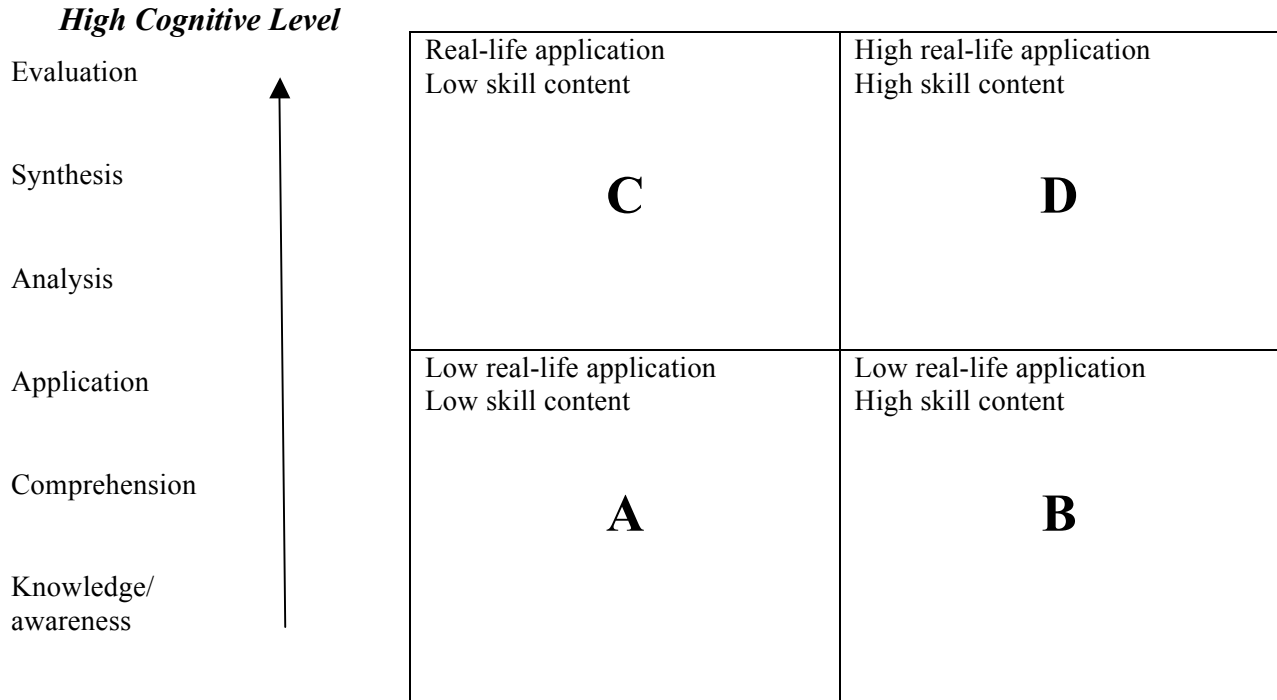 High Cognitive Level
Evaluation
Synthesis
Analysis
Application
Comprehension
Knowledge/
awareness
Real-life application
Low skill content
C
High real-life application
High skill content
D
Low real-life application
Low skill content
A
Low real-life application
High skill content
B